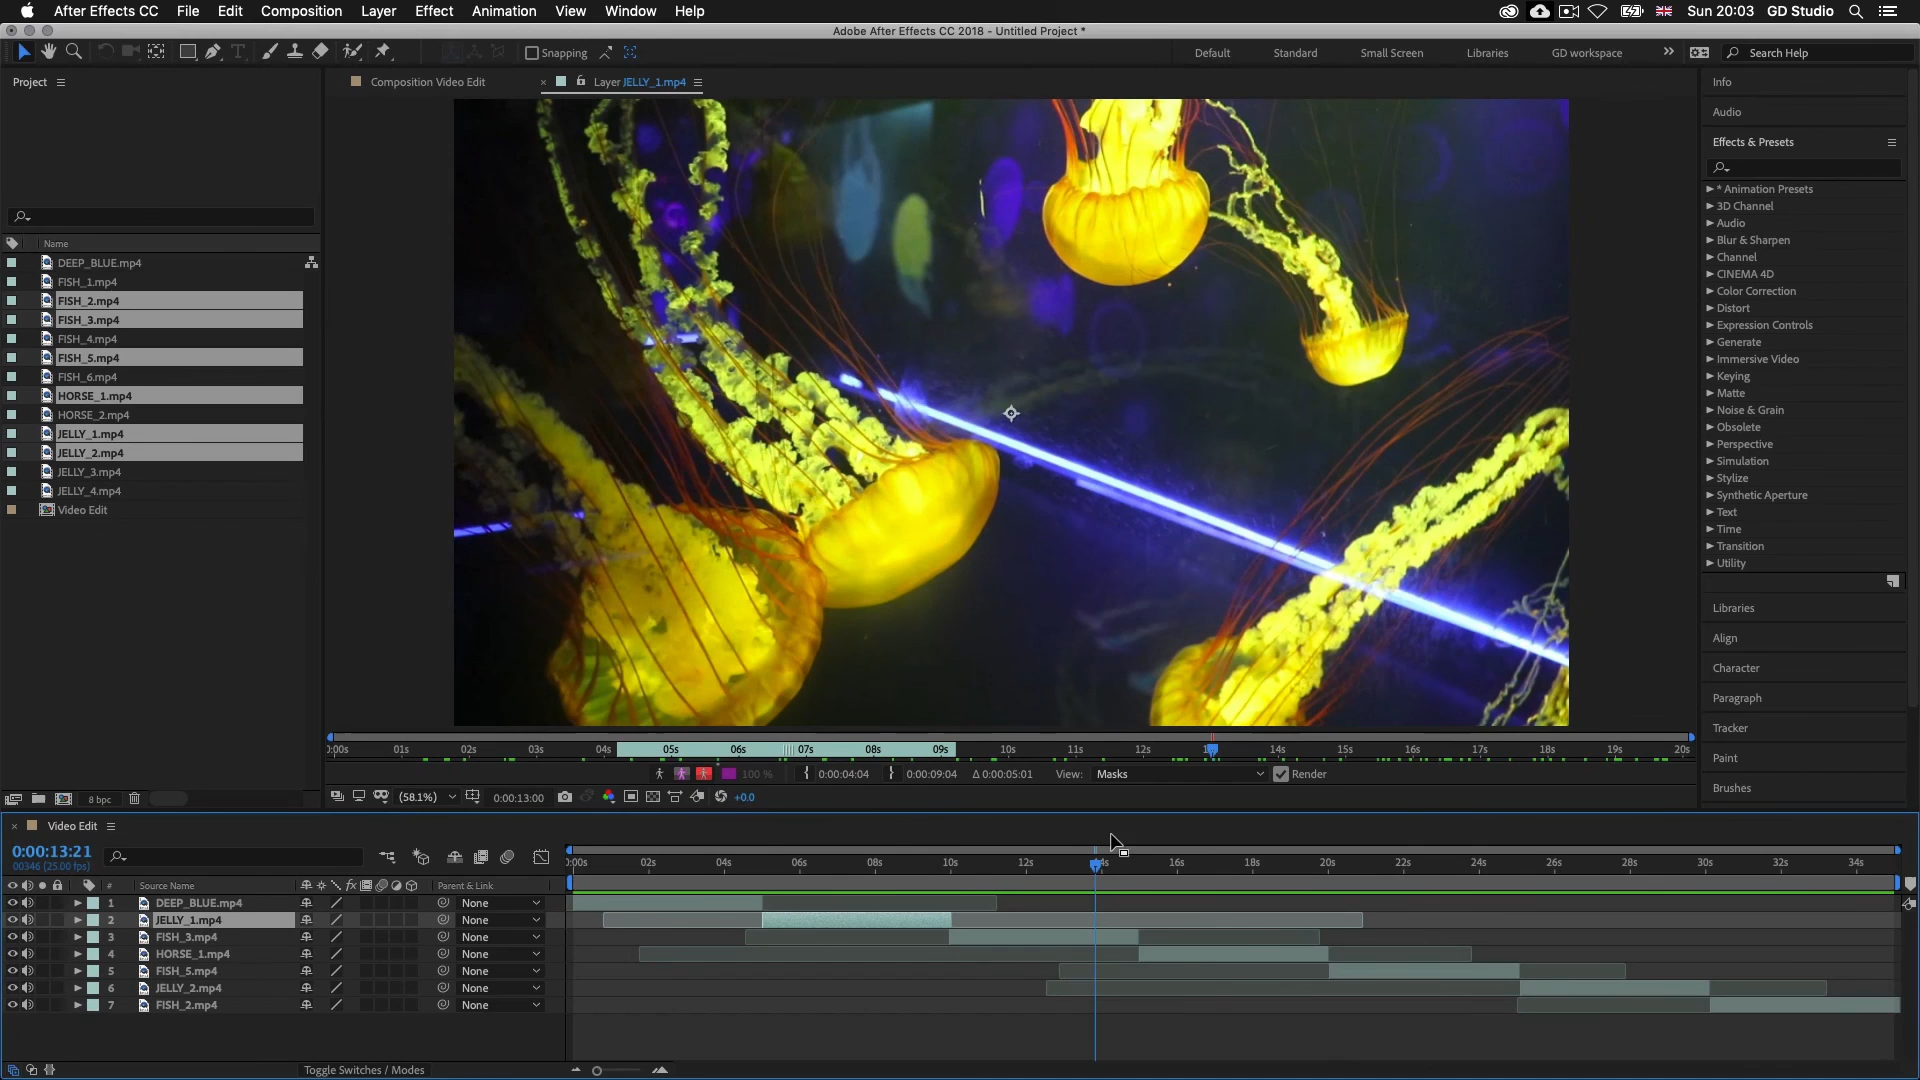 After Effects CC File Edit Composition Layer Effect Animation View Window Help Sun 20:03 GD Studio
Adobe After Effects CC 2018 - Untitled Project *
Snapping Default Standard Small Screen Libraries GD workspace Search Help
Project
Composition Video Edit
Layer JELLY_1.mp4
Name
DEEP_BLUE.mp4
FISH_1.mp4
FISH_2.mp4
FISH_3.mp4
FISH_4.mp4
FISH_5.mp4
FISH_6.mp4
HORSE_1.mp4
HORSE_2.mp4
JELLY_1.mp4
JELLY_2.mp4
JELLY_3.mp4
JELLY_4.mp4
Video Edit
8 bpc
01s 02s 03s 04s 05s 06s 07s 08s 09s 10s 11s 12s 14s 15s 16s 17s 18s 19s 20s
100 % 0:00:04:04 0:00:09:04 Δ 0:00:05:01 View: Masks Render
(58.1%) 0:00:13:00 +0.0
Info
Audio
Effects & Presets
* Animation Presets
3D Channel
Audio
Blur & Sharpen
Channel
CINEMA 4D
Color Correction
Distort
Expression Controls
Generate
Immersive Video
Keying
Matte
Noise & Grain
Obsolete
Perspective
Simulation
Stylize
Synthetic Aperture
Text
Time
Transition
Utility
Libraries
Align
Character
Paragraph
Tracker
Paint
Brushes
Video Edit
0:00:13:21
00346 (25.00 fps)
02s 04s 06s 08s 10s 12s 16s 18s 20s 22s 24s 26s 28s 30s 32s 34s
# Source Name fx Parent & Link
1 DEEP_BLUE.mp4 None
2 JELLY_1.mp4 None
3 FISH_3.mp4 None
4 HORSE_1.mp4 None
5 FISH_5.mp4 None
6 JELLY_2.mp4 None
7 FISH_2.mp4 None
Toggle Switches / Modes